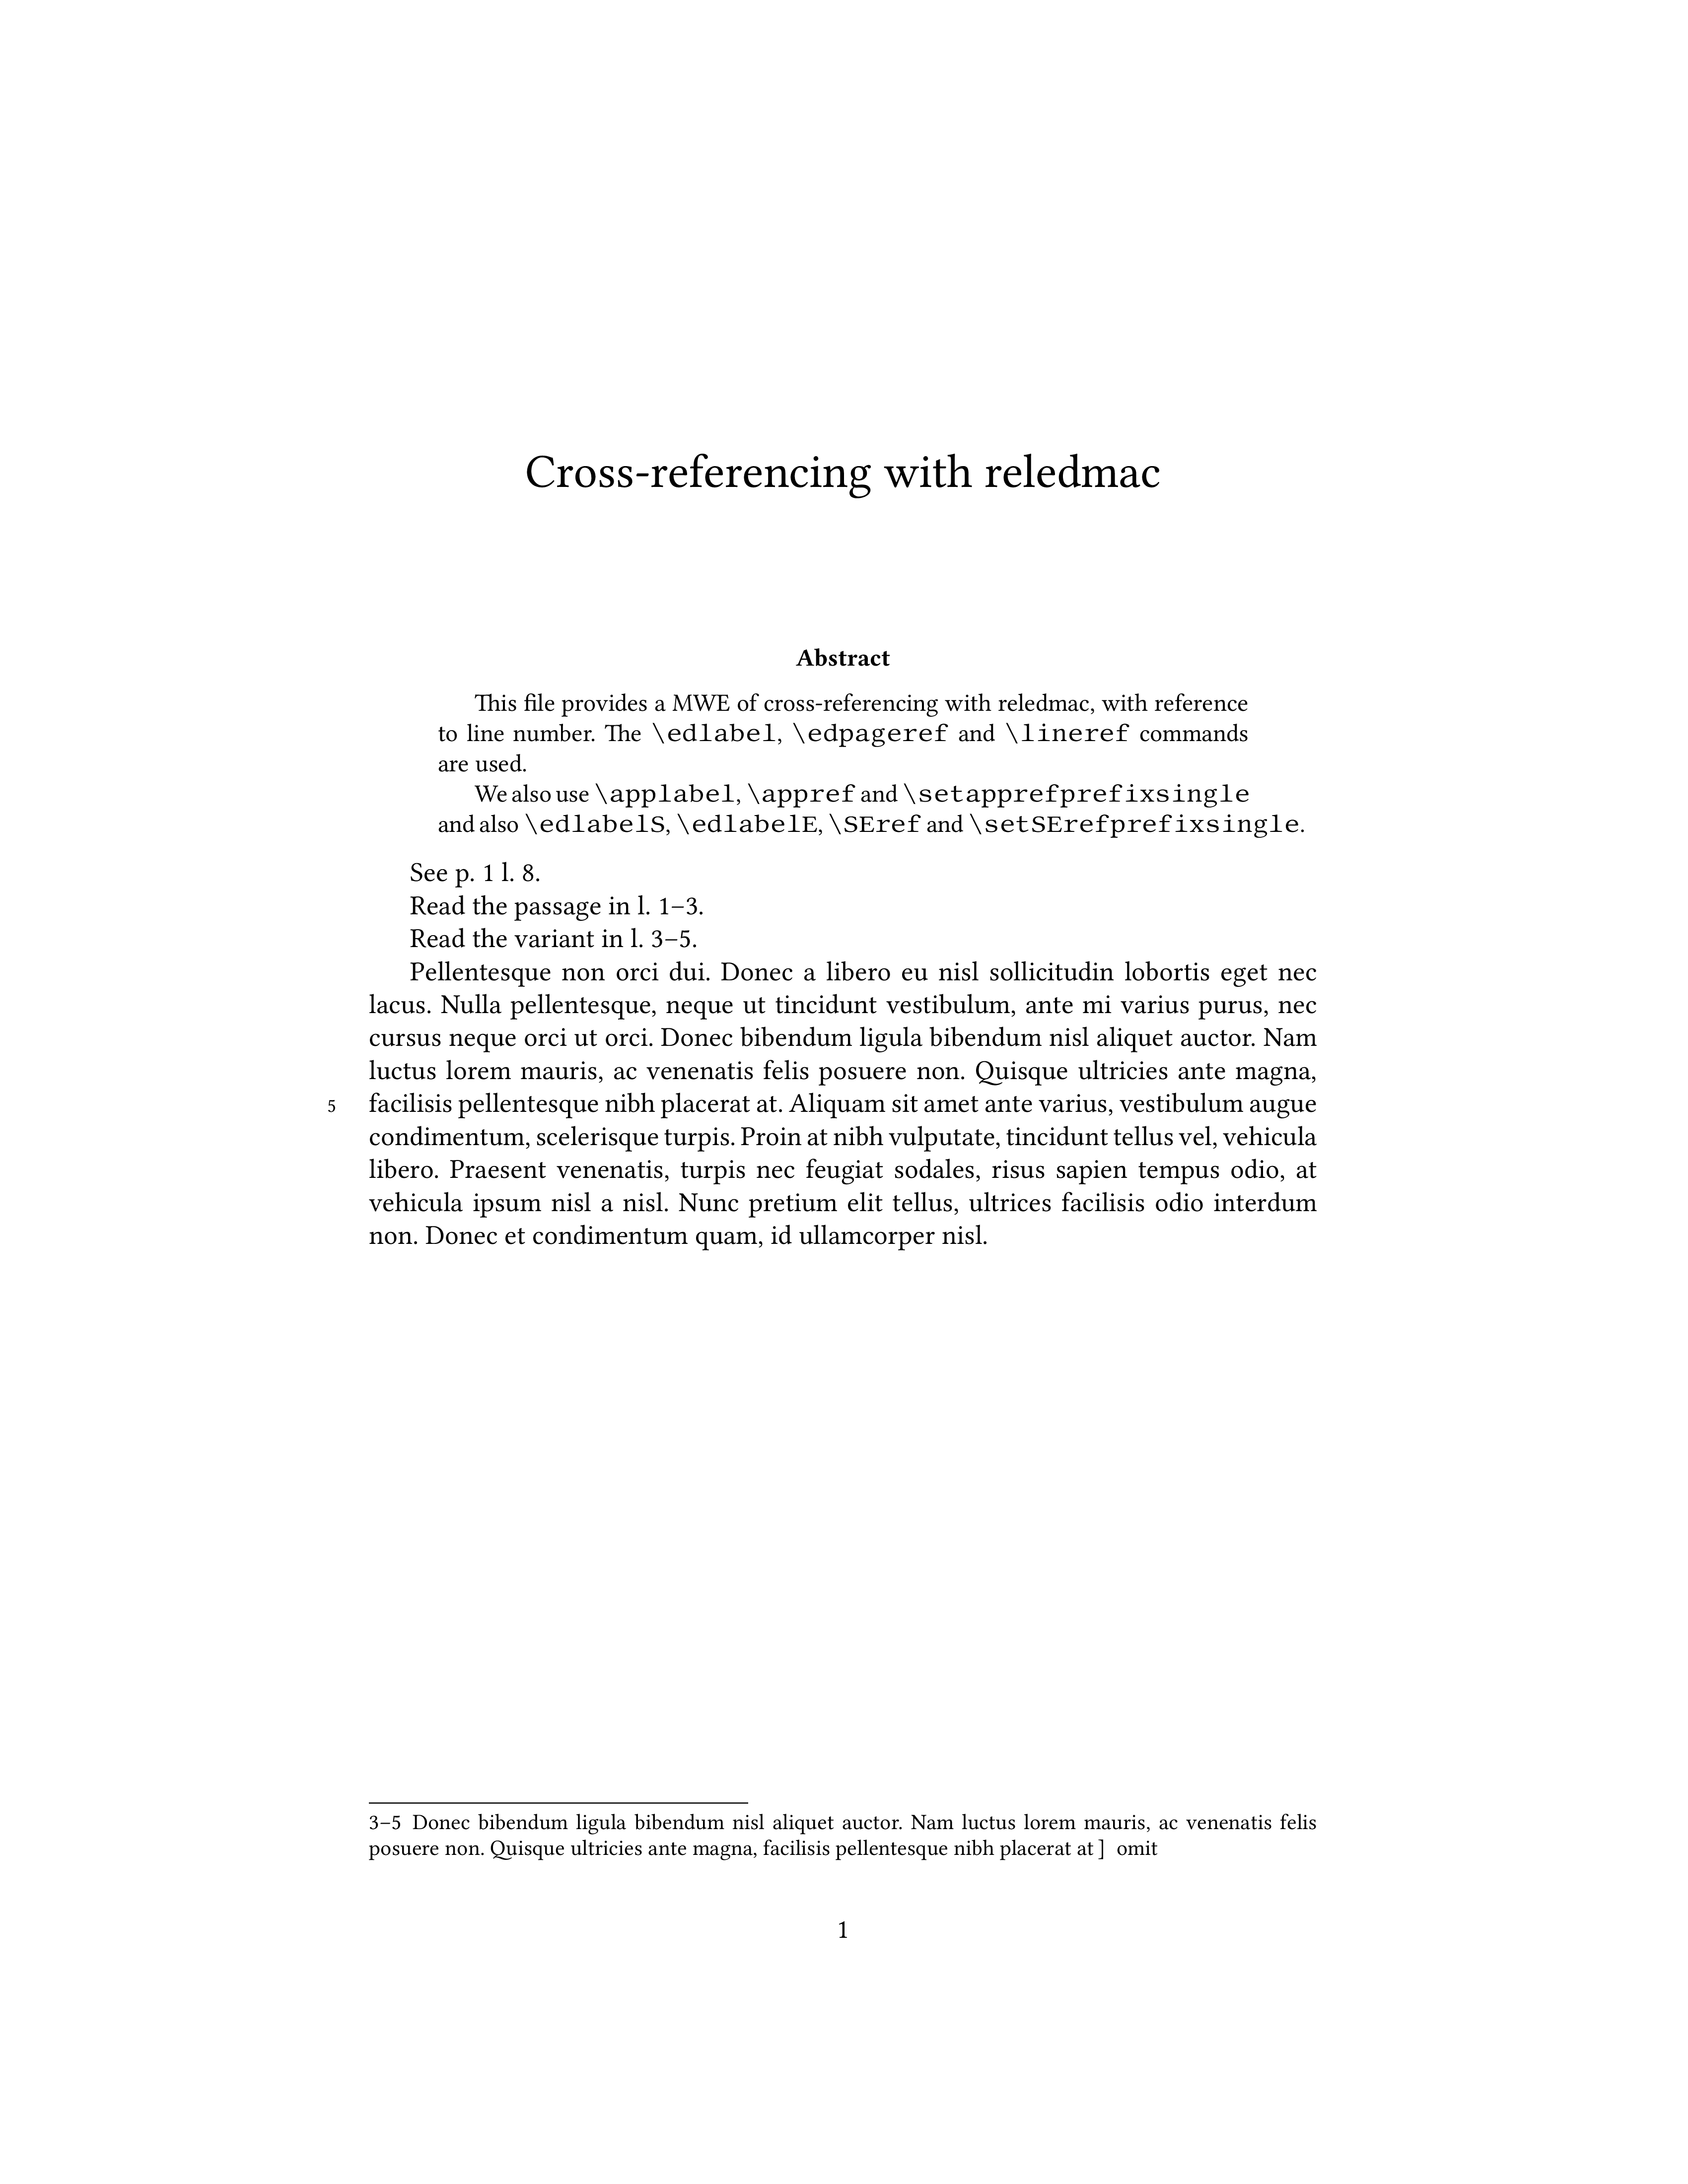 Cross-referencing with reledmac
Abstract
This file provides a MWE of cross-referencing with reledmac, with reference
to line number. The \edlabel, \edpageref and \lineref commands
are used.
We also use \applabel, \appref and \setapprefprefixsingle
and also \edlabelS, \edlabelE, \SEref and \setSErefprefixsingle.
See p. 1 l. 8.
Read the passage in l. 1–3.
Read the variant in l. 3–5.
Pellentesque non orci dui. Donec a libero eu nisl sollicitudin lobortis eget nec
lacus. Nulla pellentesque, neque ut tincidunt vestibulum, ante mi varius purus, nec
cursus neque orci ut orci. Donec bibendum ligula bibendum nisl aliquet auctor. Nam
luctus lorem mauris, ac venenatis felis posuere non. Quisque ultricies ante magna,
5 facilisis pellentesque nibh placerat at. Aliquam sit amet ante varius, vestibulum augue
condimentum, scelerisque turpis. Proin at nibh vulputate, tincidunt tellus vel, vehicula
libero. Praesent venenatis, turpis nec feugiat sodales, risus sapien tempus odio, at
vehicula ipsum nisl a nisl. Nunc pretium elit tellus, ultrices facilisis odio interdum
non. Donec et condimentum quam, id ullamcorper nisl.
3–5 Donec bibendum ligula bibendum nisl aliquet auctor. Nam luctus lorem mauris, ac venenatis felis
posuere non. Quisque ultricies ante magna, facilisis pellentesque nibh placerat at ] omit
1